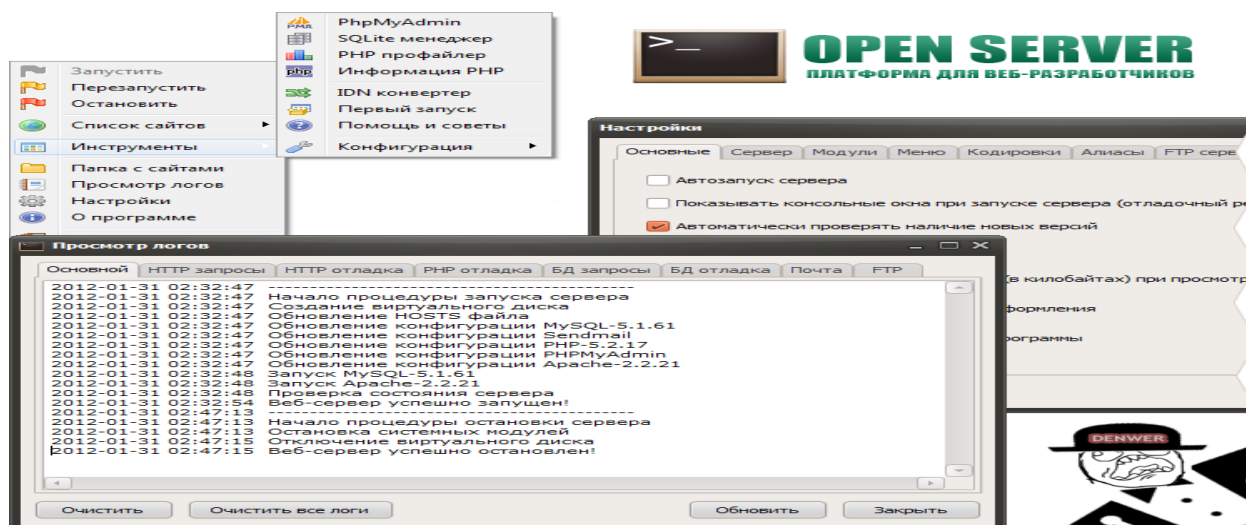 PhpMyAdmin
SQLite менеджер
PHP профайлер
Информация PHP
IDN конвертер
Первый запуск
Помощь и советы
Конфигурация
Запустить
Перезапустить
Остановить
Список сайтов
Инструменты
Папка с сайтами
Просмотр логов
Настройки
О программе
>_
OPEN SERVER
ПЛАТФОРМА ДЛЯ ВЕБ-РАЗРАБОТЧИКОВ
Настройки
Основные Сервер Модули Меню Кодировки Алиасы FTP серве
Автозапуск сервера
Показывать консольные окна при запуске сервера (отладочный ре
Автоматически проверять наличие новых версий
(в килобайтах) при просмотр
формления
ограммы
Просмотр логов
Основной HTTP запросы HTTP отладка PHP отладка БД запросы БД отладка Почта FTP
2012-01-31 02:32:47 --------------------------------------------
2012-01-31 02:32:47 Начало процедуры запуска сервера
2012-01-31 02:32:47 Создание виртуального диска
2012-01-31 02:32:47 Обновление HOSTS файла
2012-01-31 02:32:47 Обновление конфигурации MySQL-5.1.61
2012-01-31 02:32:47 Обновление конфигурации Sendmail
2012-01-31 02:32:47 Обновление конфигурации PHP-5.2.17
2012-01-31 02:32:47 Обновление конфигурации PHPMyAdmin
2012-01-31 02:32:47 Обновление конфигурации Apache-2.2.21
2012-01-31 02:32:48 Запуск MySQL-5.1.61
2012-01-31 02:32:48 Запуск Apache-2.2.21
2012-01-31 02:32:48 Проверка состояния сервера
2012-01-31 02:32:54 Веб-сервер успешно запущен!
2012-01-31 02:47:13 --------------------------------------------
2012-01-31 02:47:13 Начало процедуры остановки сервера
2012-01-31 02:47:13 Остановка системных модулей
2012-01-31 02:47:15 Отключение виртуального диска
2012-01-31 02:47:15 Веб-сервер успешно остановлен!
Очистить Очистить все логи Обновить Закрыть
DENWER